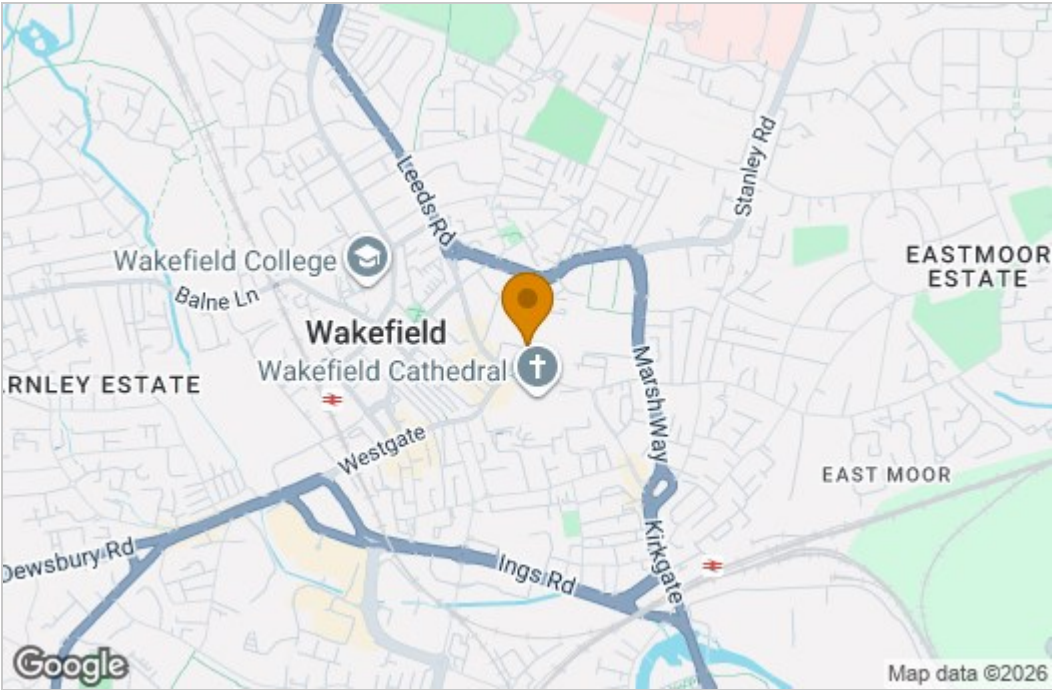 Leeds Rd
Stanley Rd
Wakefield College
Balne Ln
EASTMOOR
ESTATE
Wakefield
Wakefield Cathedral
RNLEY ESTATE
Marsh Way
Westgate
EAST MOOR
Dewsbury Rd
Ings Rd
Kirkgate
Google
Map data ©2026